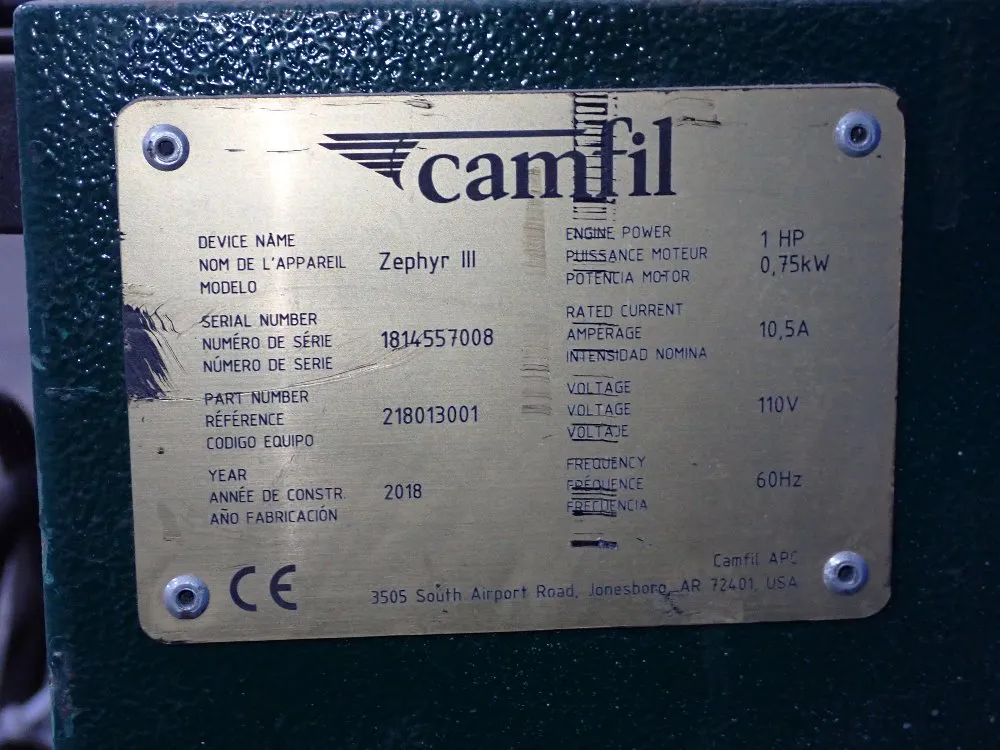 camfil
DEVICE NAME
NOM DE L'APPAREIL
MODELO
Zephyr III
SERIAL NUMBER
NUMÉRO DE SÉRIE
NÚMERO DE SERIE
1814557008
PART NUMBER
RÉFÉRENCE
CODIGO EQUIPO
218013001
YEAR
ANNÉE DE CONSTR.
AÑO FABRICACIÓN
2018
ENGINE POWER
PUISSANCE MOTEUR
POTENCIA MOTOR
1 HP
0,75kW
RATED CURRENT
AMPERAGE
INTENSIDAD NOMINA
10,5A
VOLTAGE
VOLTAGE
VOLTAJE
110V
FREQUENCY
FRÉQUENCE
FRECUENCIA
60Hz
CE
Camfil APC
3505 South Airport Road, Jonesboro, AR 72401, USA